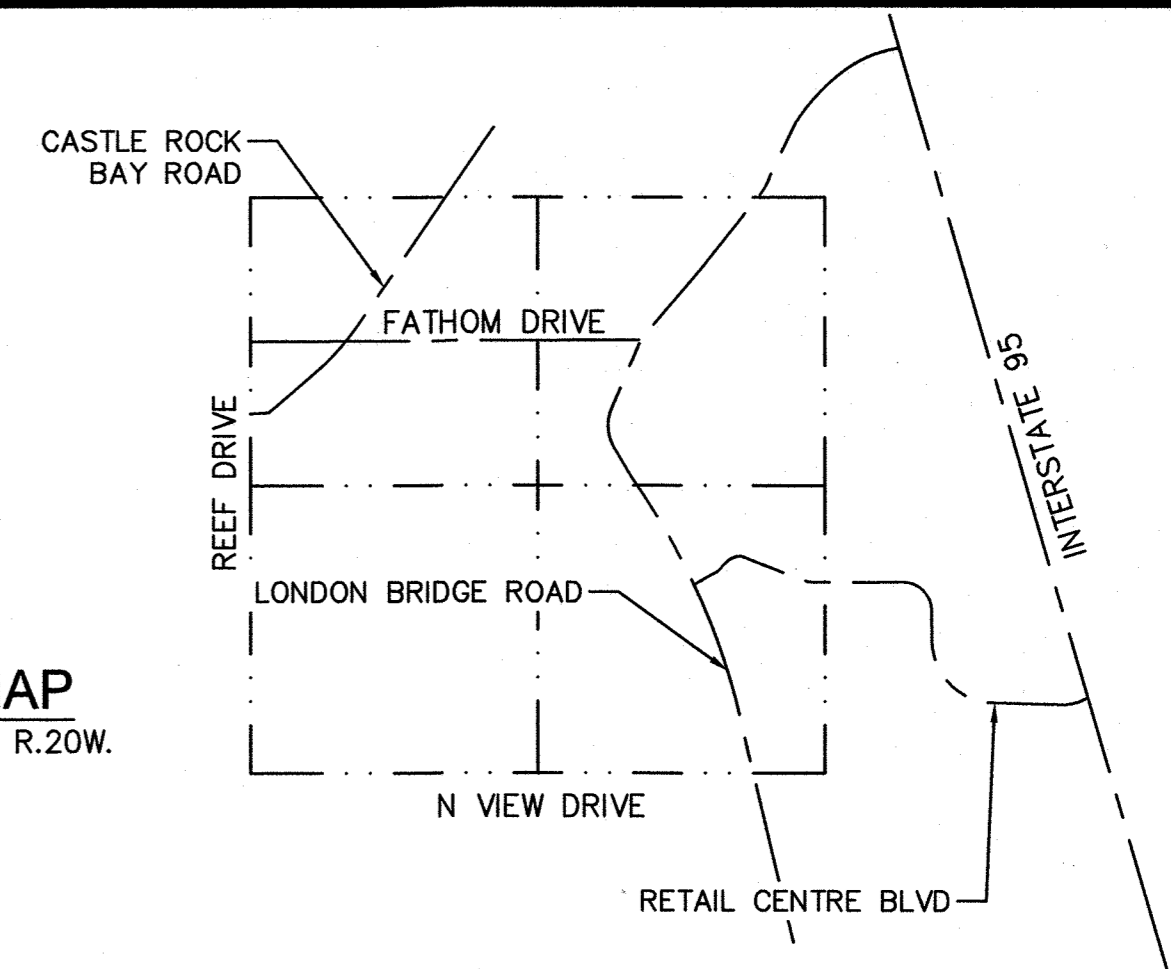 CASTLE ROCK
BAY ROAD
FATHOM DRIVE
REEF DRIVE
INTERSTATE 95
LONDON BRIDGE ROAD
AP
R.20W.
N VIEW DRIVE
RETAIL CENTRE BLVD